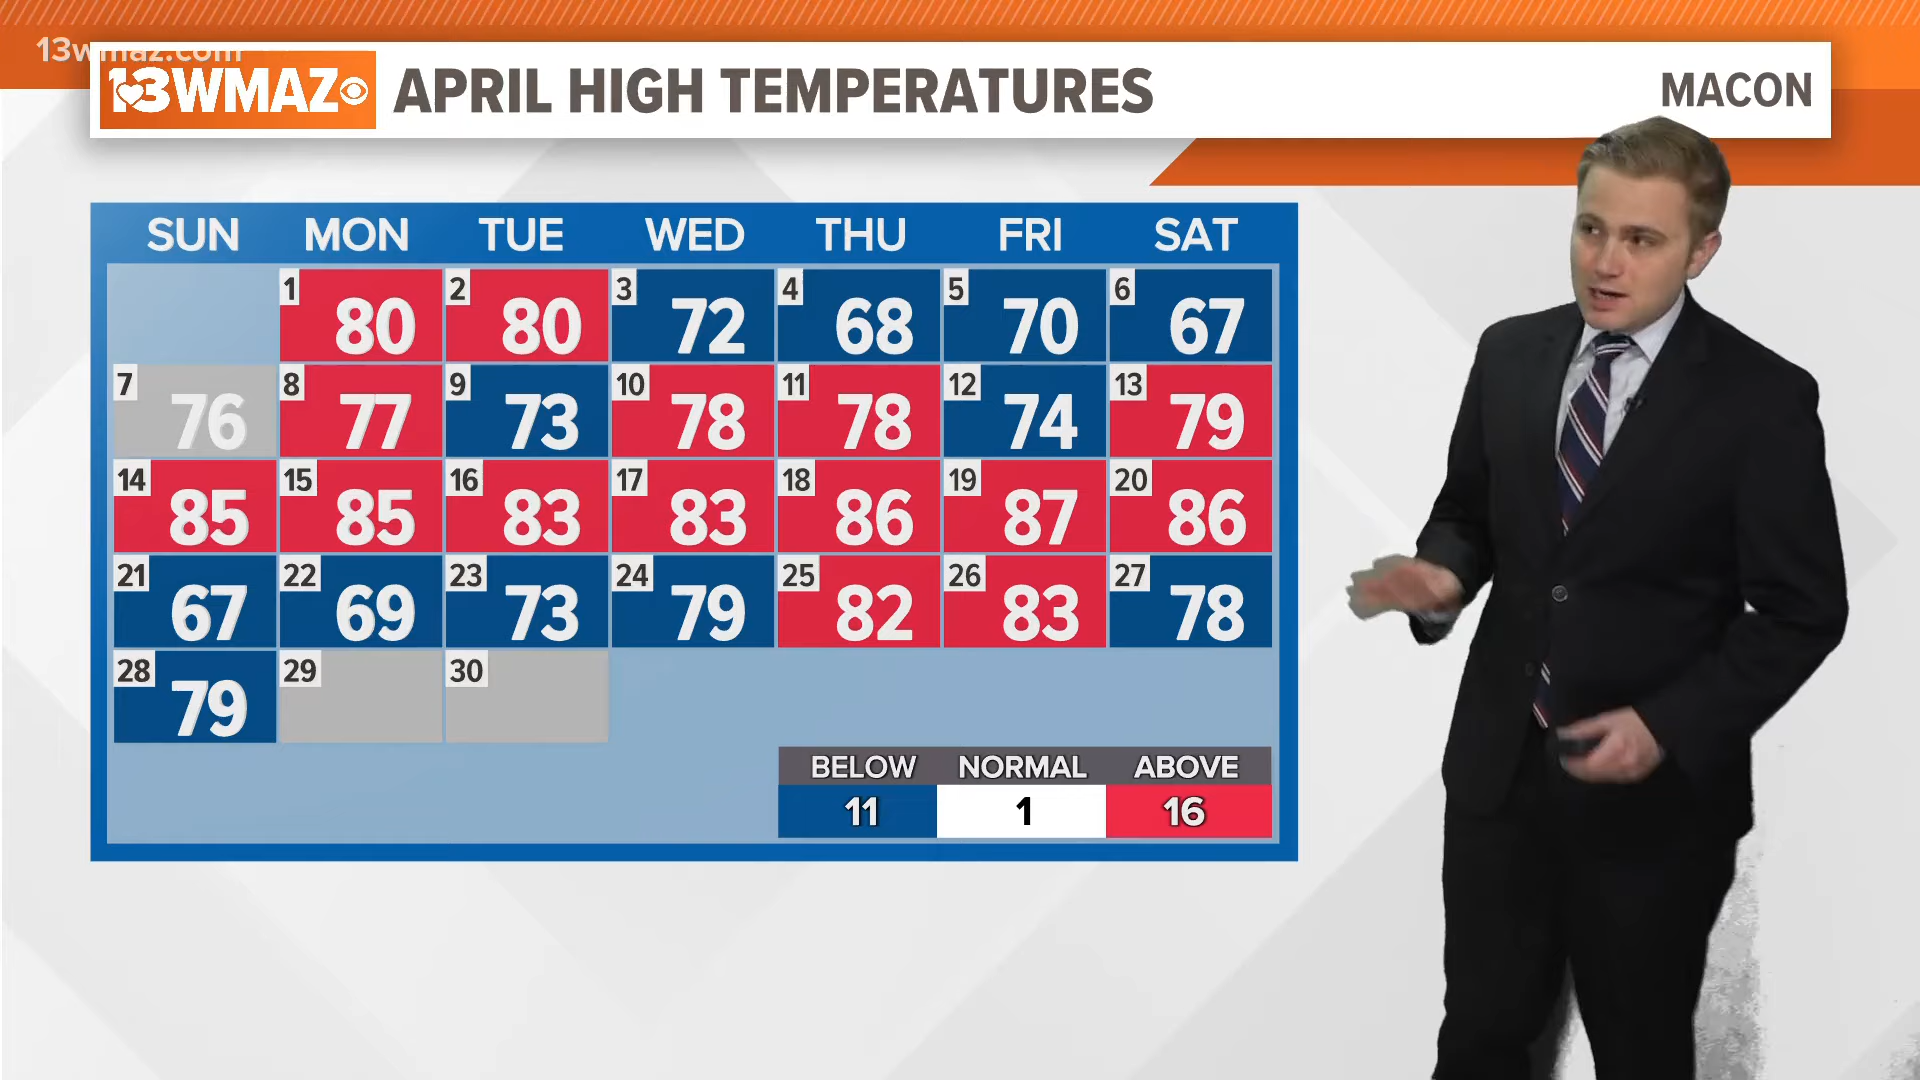 13wmaz.com
13WMAZ APRIL HIGH TEMPERATURES MACON
SUN MON TUE WED THU FRI SAT
1 80 2 80 3 72 4 68 5 70 6 67
7 76 8 77 9 73 10 78 11 78 12 74 13 79
14 85 15 85 16 83 17 83 18 86 19 87 20 86
21 67 22 69 23 73 24 79 25 82 26 83 27 78
28 79 29 30
BELOW NORMAL ABOVE
11 1 16